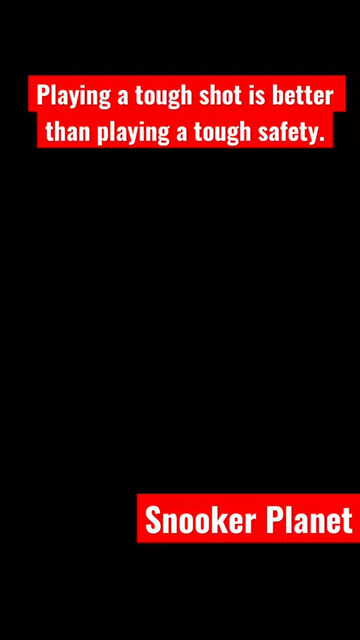 Playing a tough shot is better
than playing a tough safety.
Snooker Planet